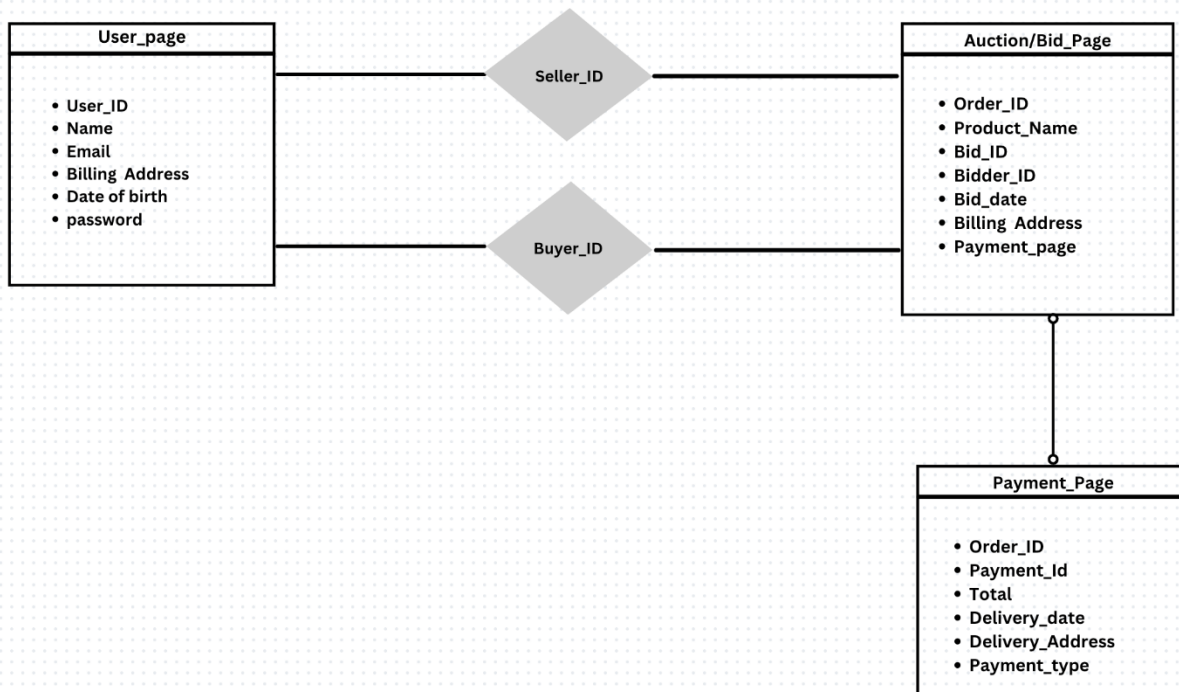 User_page
User_ID
Name
Email
Billing Address
Date of birth
password
Seller_ID
Buyer_ID
Auction/Bid_Page
Order_ID
Product_Name
Bid_ID
Bidder_ID
Bid_date
Billing Address
Payment_page
Payment_Page
Order_ID
Payment_Id
Total
Delivery_date
Delivery_Address
Payment_type